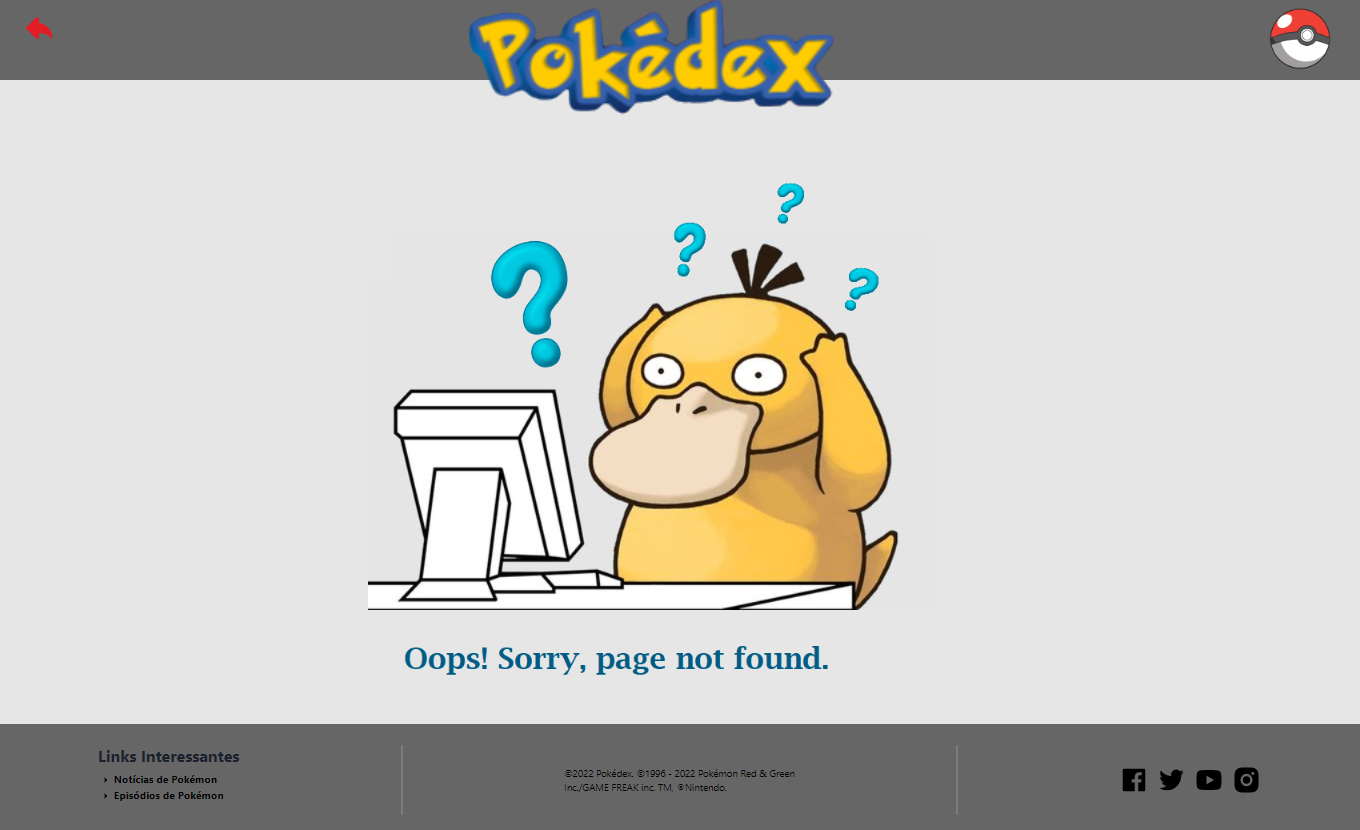 Pokédex
?
?
?
?
Oops! Sorry, page not found.
Links Interessantes
Notícias de Pokémon
Episódios de Pokémon
©2022 Pokédex. ©1996 - 2022 Pokémon Red & Green
Inc./GAME FREAK inc. TM, ®Nintendo.